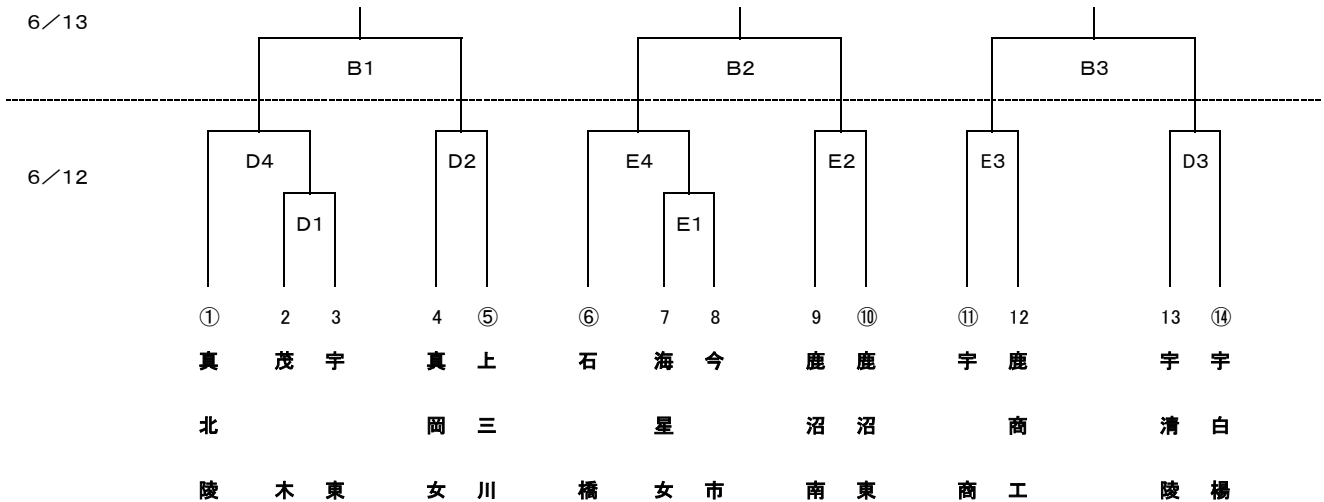 6/13
B1 B2 B3
D4 D2 E4 E2 E3 D3
6/12
D1 E1
① 2 3 4 ⑤ ⑥ 7 8 9 ⑩ ⑪ 12 13 ⑭
真北陵 茂木 宇東 真岡女 上三川 石橋 海星女 今市 鹿沼南 鹿沼東 宇商 鹿商工 宇清陵 宇白楊